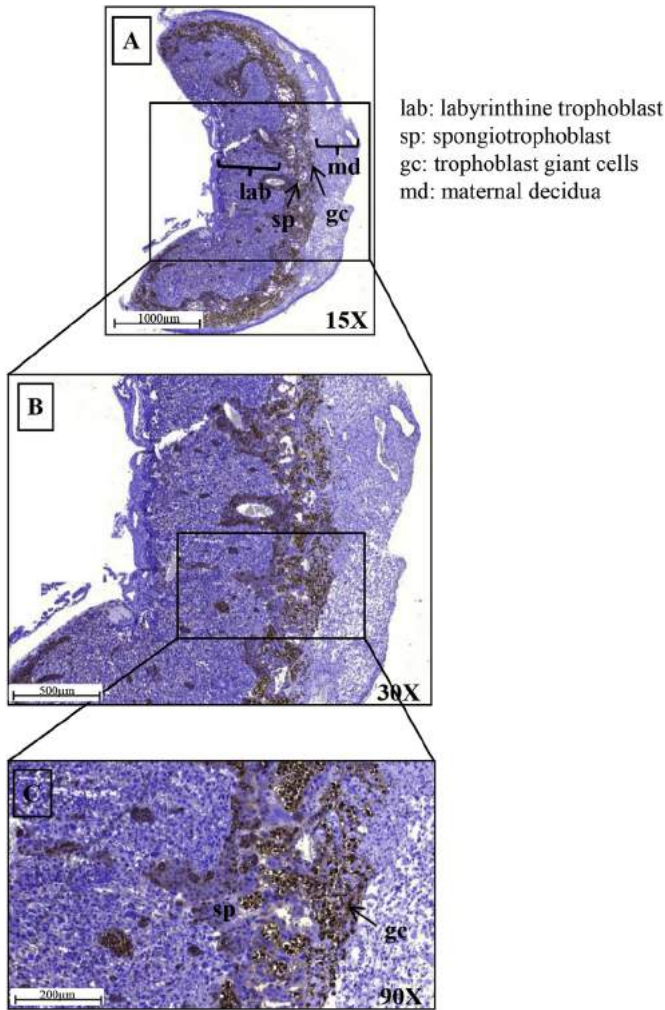 A
lab: labyrinthine trophoblast
sp: spongiotrophoblast
gc: trophoblast giant cells
md: maternal decidua
md
lab
sp
gc
1000µm
15X
B
500µm
30X
C
sp
gc
200µm
90X